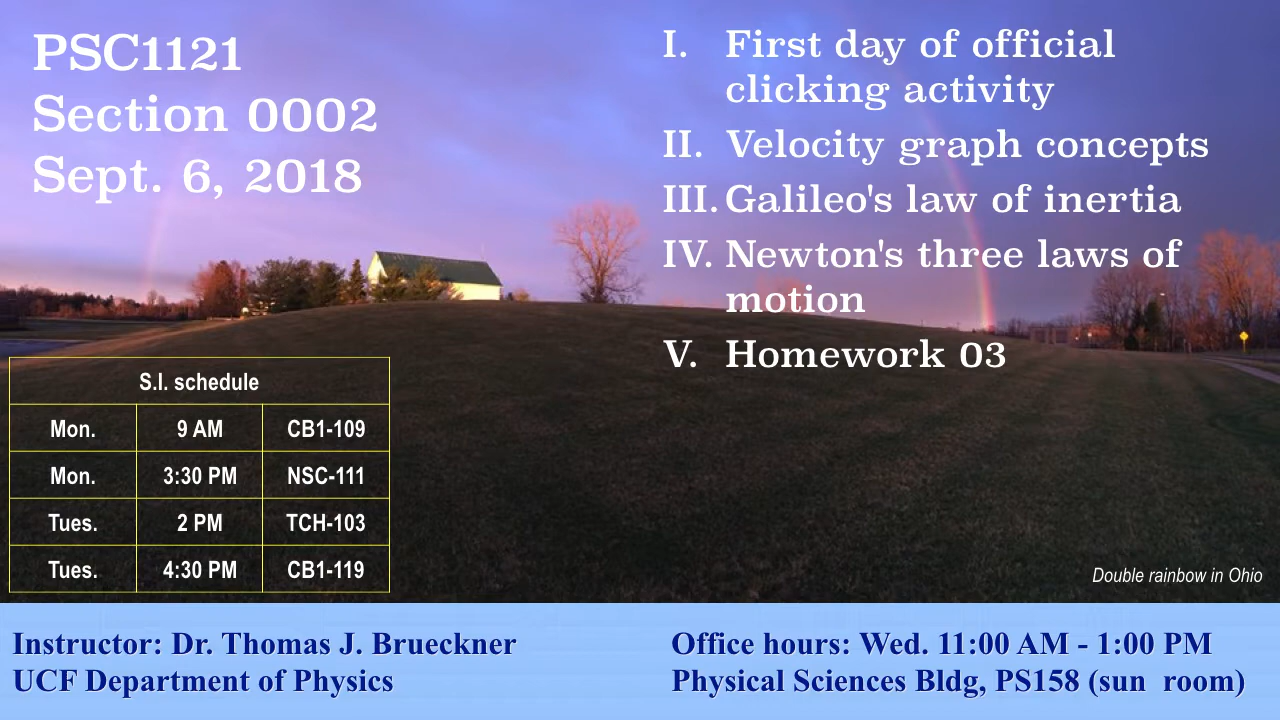 PSC1121
Section 0002
Sept. 6, 2018
I. First day of official
clicking activity
II. Velocity graph concepts
III. Galileo's law of inertia
IV. Newton's three laws of
motion
V. Homework 03
S.I. schedule
Mon. 9 AM CB1-109
Mon. 3:30 PM NSC-111
Tues. 2 PM TCH-103
Tues. 4:30 PM CB1-119
Double rainbow in Ohio
Instructor: Dr. Thomas J. Brueckner
UCF Department of Physics
Office hours: Wed. 11:00 AM - 1:00 PM
Physical Sciences Bldg, PS158 (sun room)